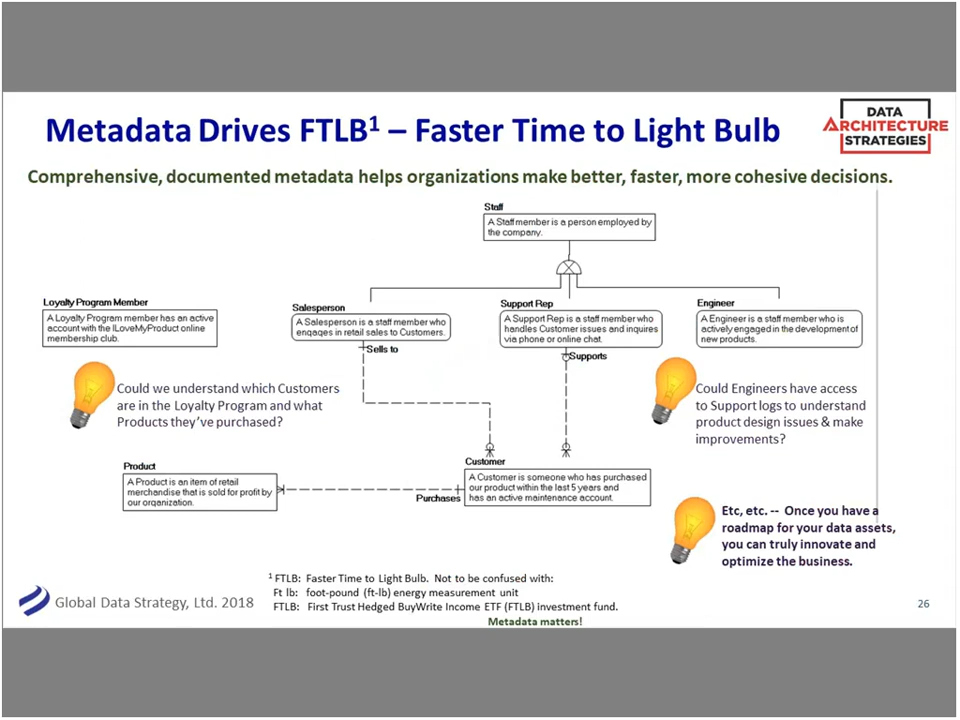 Metadata Drives FTLB¹ – Faster Time to Light Bulb
DATA
ARCHITECTURE
STRATEGIES
Comprehensive, documented metadata helps organizations make better, faster, more cohesive decisions.
Staff
A Staff member is a person employed by
the company.
Loyalty Program Member
A Loyalty Program member has an active
account with the ILoveMyProduct online
membership club.
Salesperson
A Salesperson is a staff member who
engages in retail sales to Customers.
Support Rep
A Support Rep is a staff member who
handles Customer issues and inquires
via phone or online chat.
Engineer
A Engineer is a staff member who is
actively engaged in the development of
new products.
Sells to
Supports
Could we understand which Customers
are in the Loyalty Program and what
Products they've purchased?
Could Engineers have access
to Support logs to understand
product design issues & make
improvements?
Product
A Product is an item of retail
merchandise that is sold for profit by
our organization.
Purchases
Customer
A Customer is someone who has purchased
our product within the last 5 years and
has an active maintenance account.
Etc, etc. -- Once you have a
roadmap for your data assets,
you can truly innovate and
optimize the business.
¹ FTLB: Faster Time to Light Bulb. Not to be confused with:
Ft lb: foot-pound (ft-lb) energy measurement unit
FTLB: First Trust Hedged BuyWrite Income ETF (FTLB) investment fund.
Metadata matters!
Global Data Strategy, Ltd. 2018
26